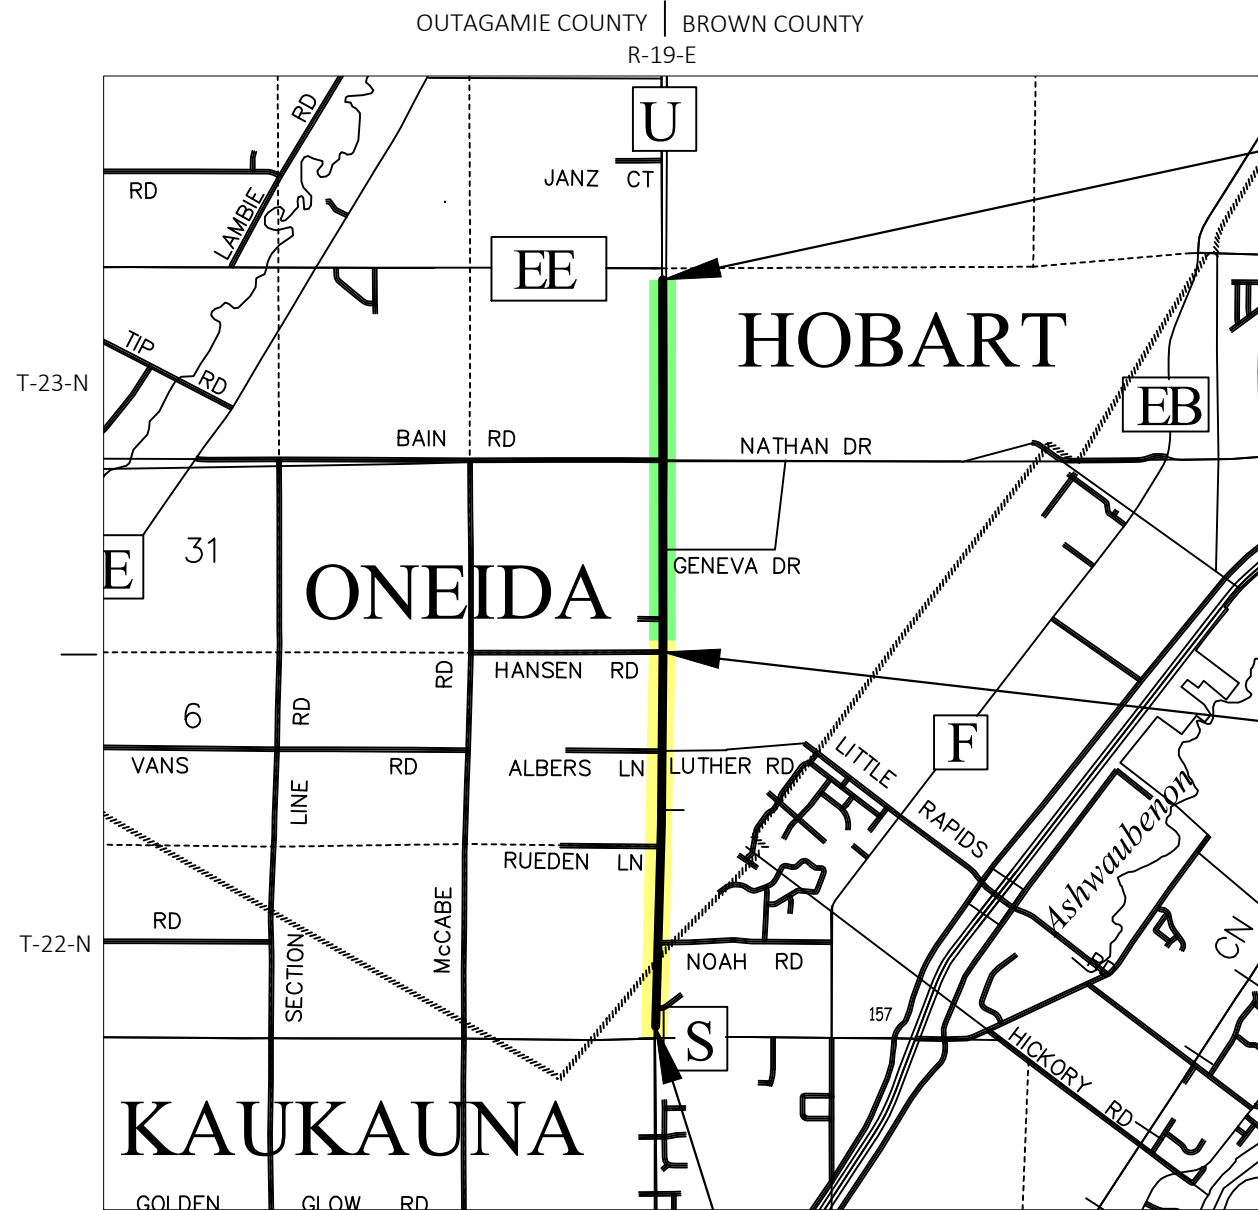 OUTAGAMIE COUNTY BROWN COUNTY
R-19-E
U
RD
RD
LAMBIE
JANZ CT
EE
HOBART
TIP RD
T-23-N
EB
BAIN RD
NATHAN DR
E
31
ONEIDA
GENEVA DR
HANSEN RD
RD
6
RD
F
VANS RD
ALBERS LN
LUTHER RD
LITTLE RAPIDS RD
LINE
Ashwaubenon
RUEDEN LN
McCABE
RD
T-22-N
SECTION
NOAH RD
CN
157
S
HICKORY RD
KAUKAUNA
GOLDEN GLOW RD